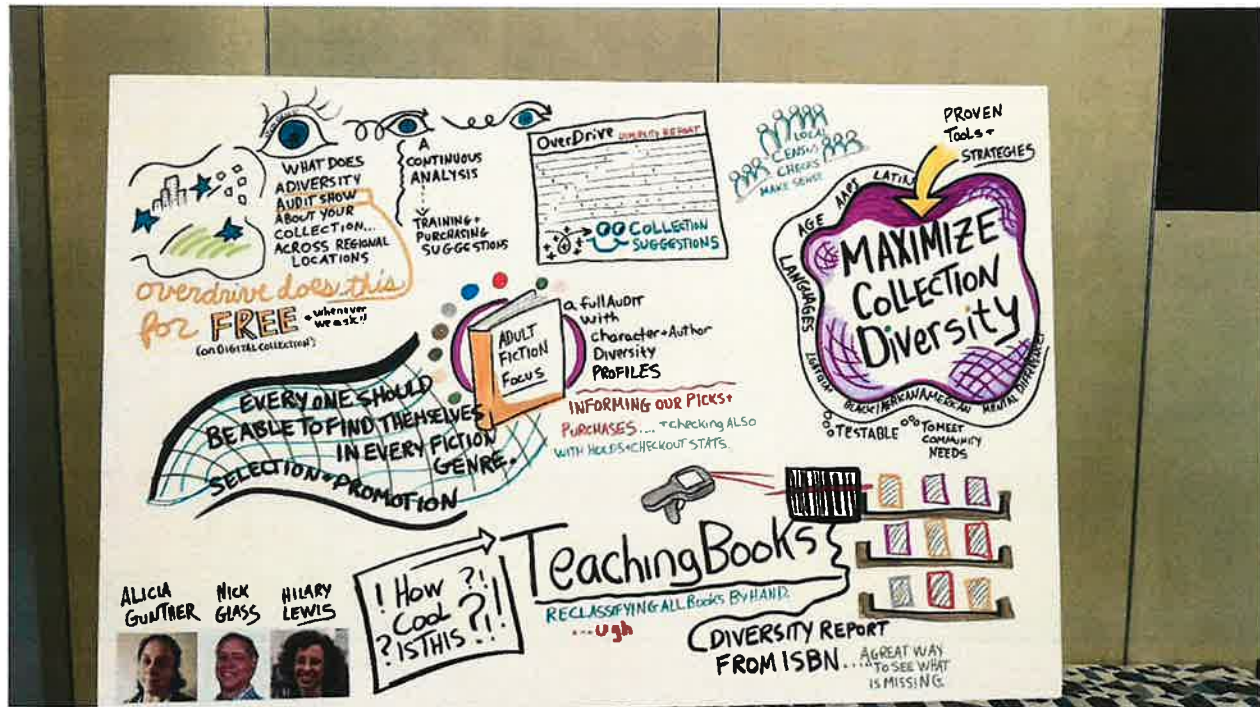 WHAT DOES
A DIVERSITY
AUDIT SHOW
ABOUT YOUR
COLLECTION...
ACROSS REGIONAL
LOCATIONS
A
CONTINUOUS
ANALYSIS
TRAINING +
PURCHASING
SUGGESTIONS
OverDrive DIVERSITY REPORT
COLLECTION
SUGGESTIONS
overdrive does...this
for FREE + whenever
we ask!!
(on DIGITAL COLLECTION)
LOCAL
CENSUS
CHECKS
MAKE SENSE
PROVEN
TOOLS +
STRATEGIES
MAXIMIZE
COLLECTION
Diversity
LANGUAGES
AGE
AAPI
LATIN
LGBTQIA+
BLACK/AFRICAN/AMERICAN
MENTAL DIFFERENCES
TESTABLE
TO MEET
COMMUNITY
NEEDS
ADULT
FICTION
FOCUS
a full AUDIT
with
character + Author
Diversity
PROFILES
INFORMING OUR PICKS +
PURCHASES.... + checking ALSO
WITH HOLDS + CHECKOUT STATS.
EVERYONE SHOULD
BE ABLE TO FIND THEMSELVES
IN EVERY FICTION
GENRE.
SELECTION + PROMOTION
ALICIA
GUNTHER
NICK
GLASS
HILARY
LEWIS
! How ?!
Cool ?!
? IS THIS ?!!
TeachingBooks
RECLASSIFYING ALL BOOKS BY HAND.
...ugh
DIVERSITY REPORT
FROM ISBN....
A GREAT WAY
TO SEE WHAT
IS MISSING